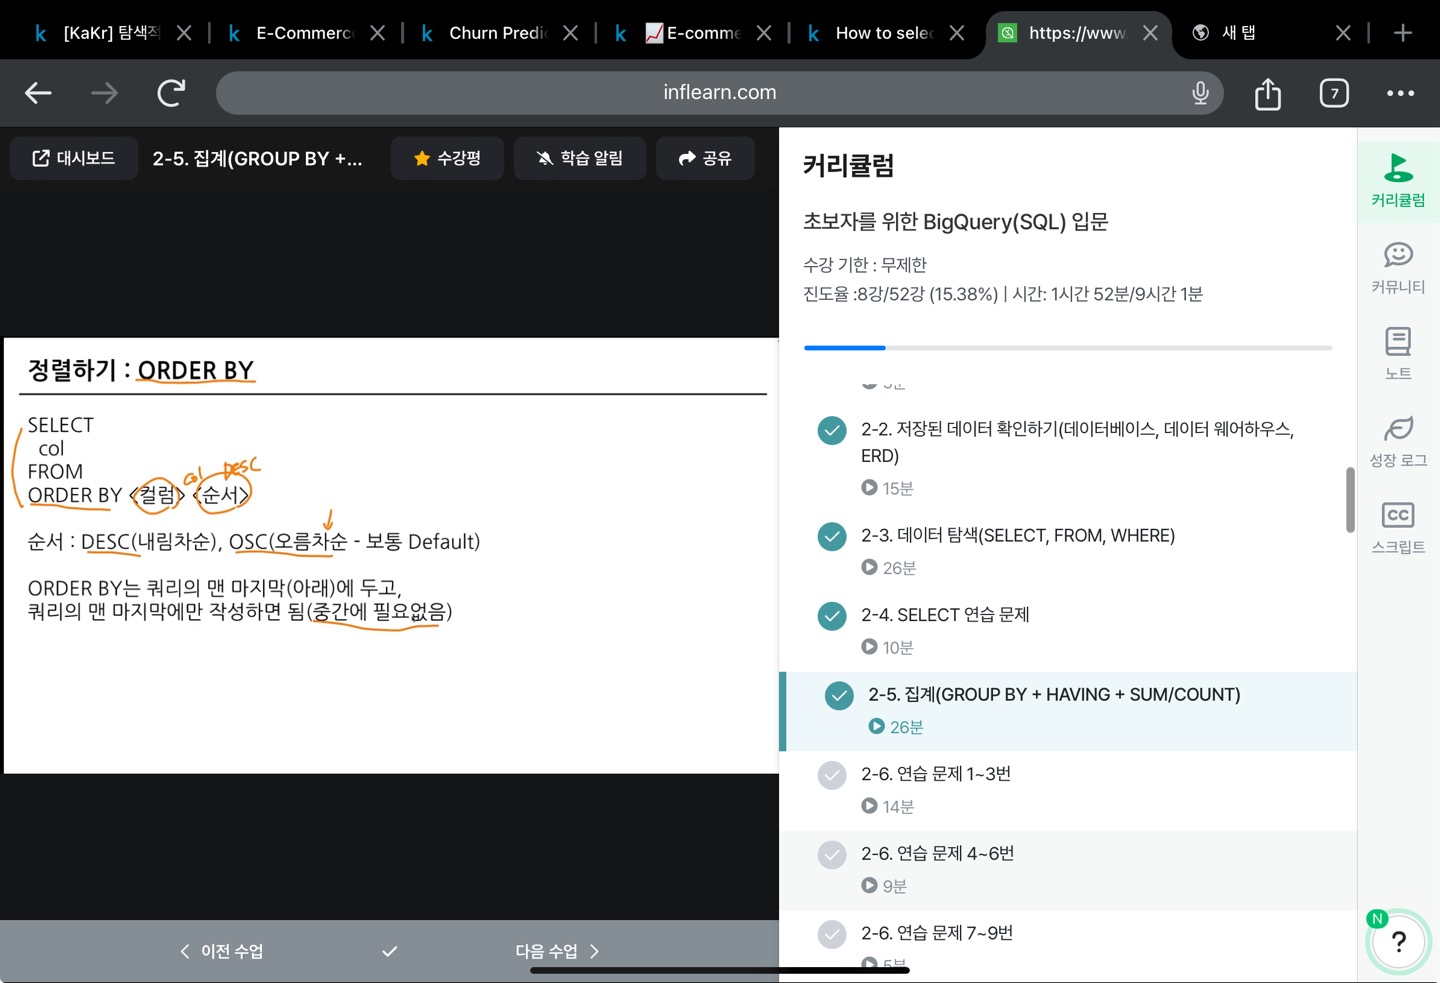 [KaKr] 탐색적
E-Commerc
Churn Predi
E-comme
How to selec
https://www.
새 탭
inflearn.com
7
대시보드
2-5. 집계(GROUP BY +...
수강평
학습 알림
공유
정렬하기 : ORDER BY
SELECT
col
FROM
col DESC
ORDER BY <컬럼> <순서>
순서 : DESC(내림차순), OSC(오름차순 - 보통 Default)
ORDER BY는 쿼리의 맨 마지막(아래)에 두고,
쿼리의 맨 마지막에만 작성하면 됨(중간에 필요없음)
이전 수업
다음 수업
커리큘럼
초보자를 위한 BigQuery(SQL) 입문
수강 기한 : 무제한
진도율 :8강/52강 (15.38%) | 시간: 1시간 52분/9시간 1분
2-2. 저장된 데이터 확인하기(데이터베이스, 데이터 웨어하우스,
ERD)
15분
2-3. 데이터 탐색(SELECT, FROM, WHERE)
26분
2-4. SELECT 연습 문제
10분
2-5. 집계(GROUP BY + HAVING + SUM/COUNT)
26분
2-6. 연습 문제 1~3번
14분
2-6. 연습 문제 4~6번
9분
2-6. 연습 문제 7~9번
5분
커리큘럼
커뮤니티
노트
성장 로그
CC
스크립트
N
?